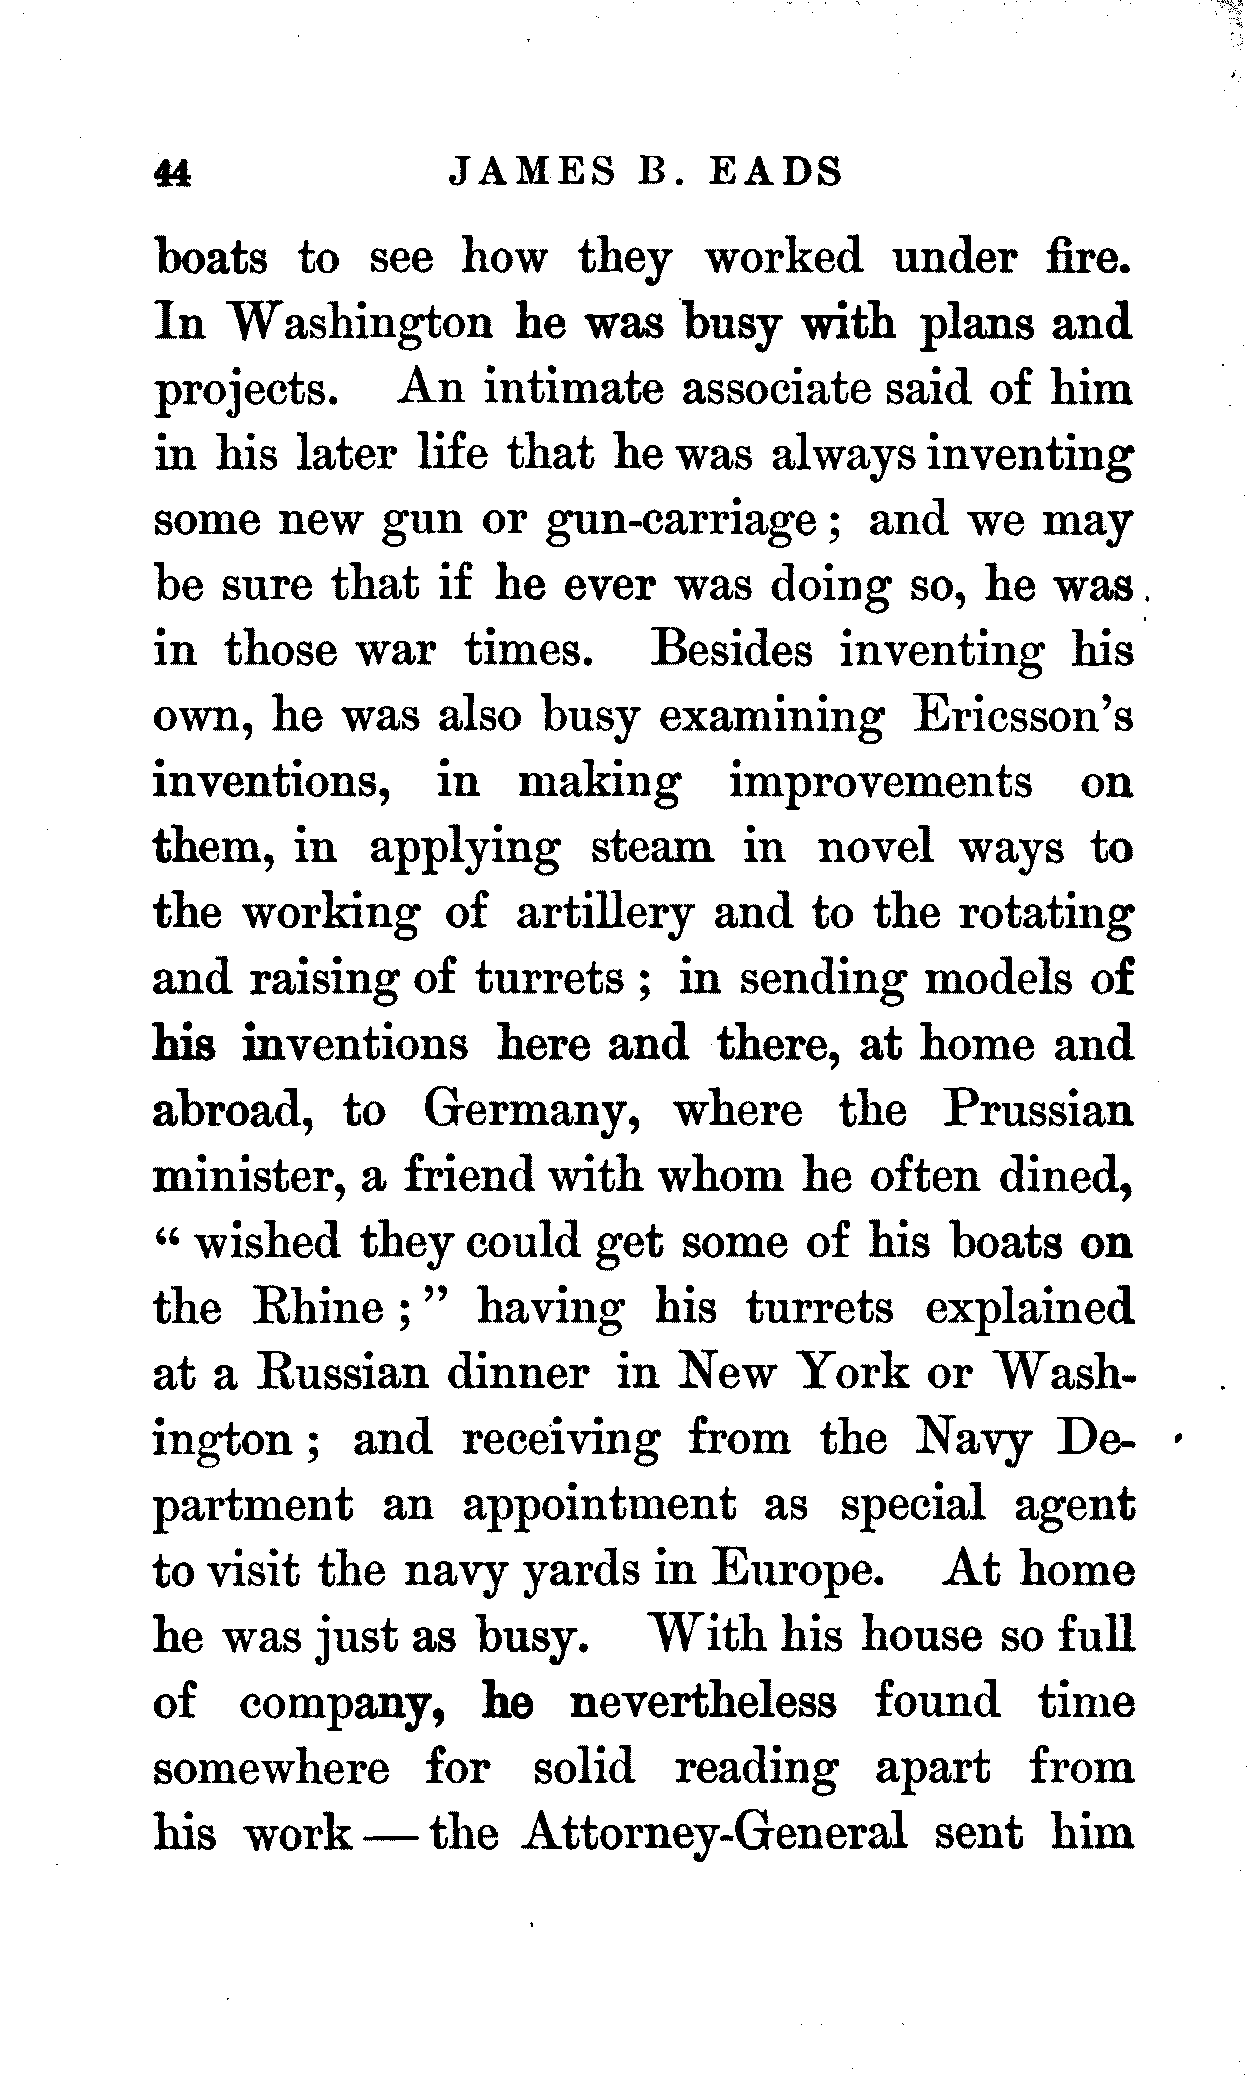 44 JAMES B. EADS
boats to see how they worked under fire.
In Washington he was busy with plans and
projects. An intimate associate said of him
in his later life that he was always inventing
some new gun or gun-carriage ; and we may
be sure that if he ever was doing so, he was
in those war times. Besides inventing his
own, he was also busy examining Ericsson's
inventions, in making improvements on
them, in applying steam in novel ways to
the working of artillery and to the rotating
and raising of turrets ; in sending models of
his inventions here and there, at home and
abroad, to Germany, where the Prussian
minister, a friend with whom he often dined,
“ wished they could get some of his boats on
the Rhine ; ” having his turrets explained
at a Russian dinner in New York or Wash-
ington ; and receiving from the Navy De-
partment an appointment as special agent
to visit the navy yards in Europe. At home
he was just as busy. With his house so full
of company, he nevertheless found time
somewhere for solid reading apart from
his work — the Attorney-General sent him